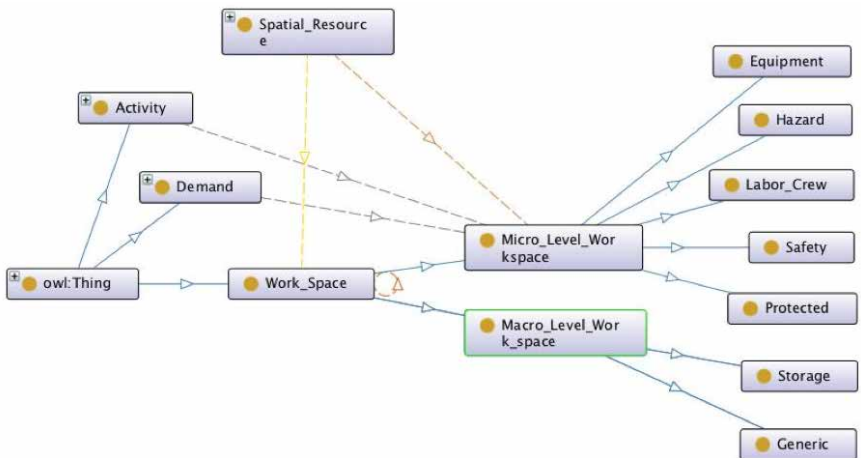 Spatial_Resourc
e
Equipment
Activity
Hazard
Demand
Labor_Crew
Micro_Level_Wor
kspace
Safety
owl:Thing
Work_Space
Protected
Macro_Level_Wor
k_space
Storage
Generic